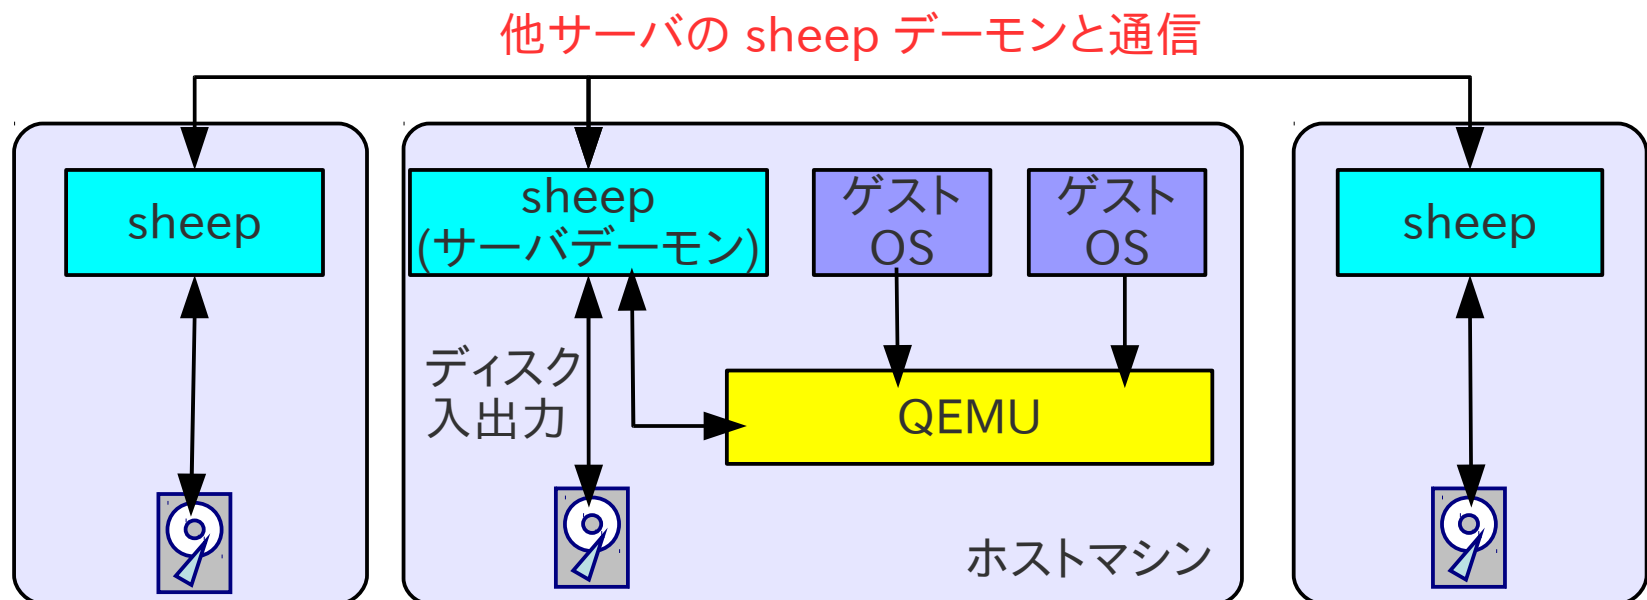 他サーバの sheep デーモンと通信
sheep
sheep
(サーバデーモン)
ゲスト
OS
ゲスト
OS
sheep
ディスク
入出力
QEMU
ホストマシン